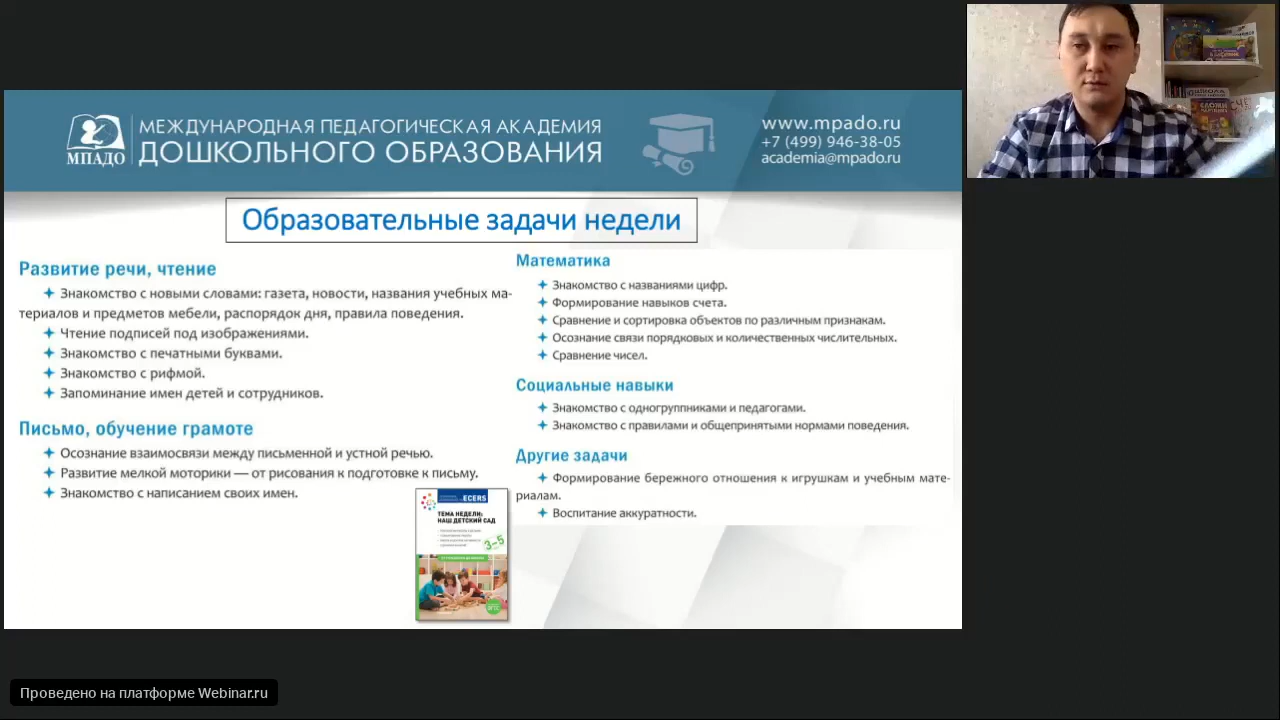 МПАДО
МЕЖДУНАРОДНАЯ ПЕДАГОГИЧЕСКАЯ АКАДЕМИЯ
ДОШКОЛЬНОГО ОБРАЗОВАНИЯ
www.mpado.ru
+7 (499) 946-38-05
academia@mpado.ru
Образовательные задачи недели
Развитие речи, чтение
Знакомство с новыми словами: газета, новости, названия учебных ма-
териалов и предметов мебели, распорядок дня, правила поведения.
Чтение подписей под изображениями.
Знакомство с печатными буквами.
Знакомство с рифмой.
Запоминание имен детей и сотрудников.
Письмо, обучение грамоте
Осознание взаимосвязи между письменной и устной речью.
Развитие мелкой моторики — от рисования к подготовке к письму.
Знакомство с написанием своих имен.
ECERS
ТЕМА НЕДЕЛИ:
НАШ ДЕТСКИЙ САД
3–5
Математика
Знакомство с названиями цифр.
Формирование навыков счета.
Сравнение и сортировка объектов по различным признакам.
Осознание связи порядковых и количественных числительных.
Сравнение чисел.
Социальные навыки
Знакомство с одногруппниками и педагогами.
Знакомство с правилами и общепринятыми нормами поведения.
Другие задачи
Формирование бережного отношения к игрушкам и учебным мате-
риалам.
Воспитание аккуратности.
Проведено на платформе Webinar.ru